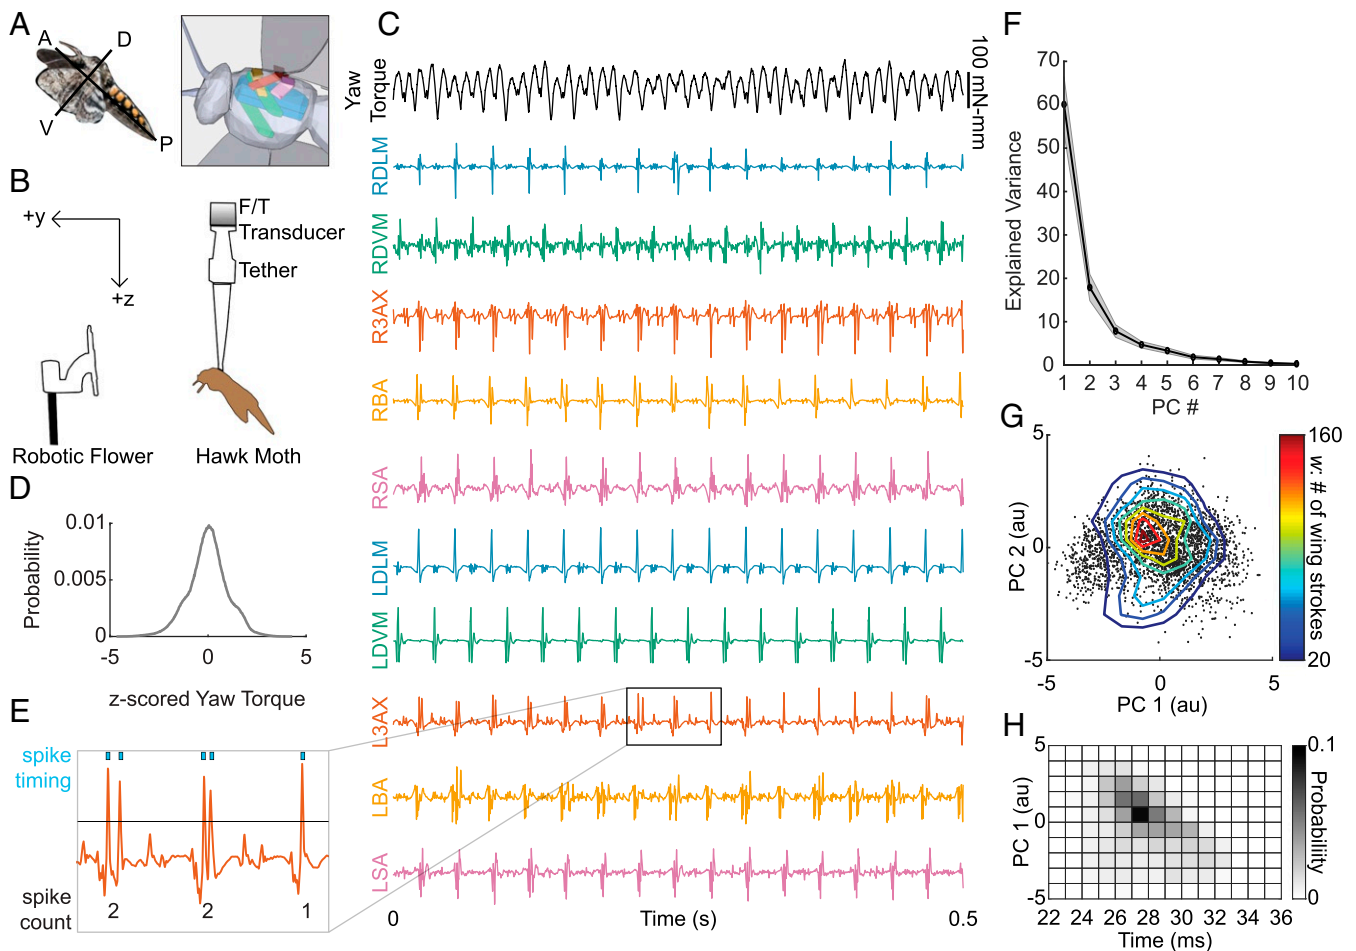 A
A
D
V
P
B
+y
+z
F/T
Transducer
Tether
Robotic Flower
Hawk Moth
C
Yaw
Torque
100 mN-mm
RDLM
RDVM
R3AX
RBA
RSA
LDLM
LDVM
L3AX
LBA
LSA
0
Time (s)
0.5
D
Probability
0.01
0.005
0
-5
0
5
z-scored Yaw Torque
E
spike
timing
spike
count
2
2
1
F
Explained Variance
70
60
50
40
30
20
10
0
1 2 3 4 5 6 7 8 9 10
PC #
G
PC 2 (au)
5
0
-5
-5
0
5
PC 1 (au)
160
w: # of wing strokes
20
H
PC 1 (au)
5
0
-5
22 24 26 28 30 32 34 36
Time (ms)
0.1
Probability
0